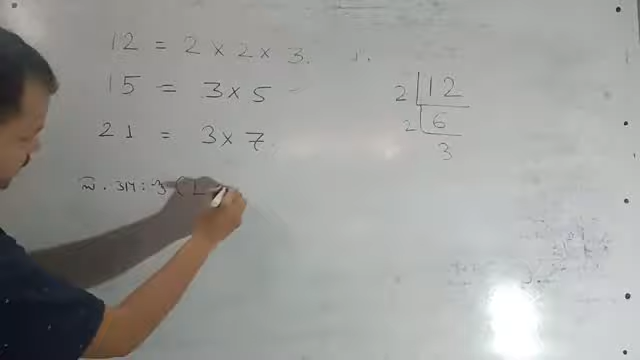 12 = 2 × 2 × 3.
15 = 3 × 5
21 = 3 × 7
2 12
2 6
3
ल. अ. (L